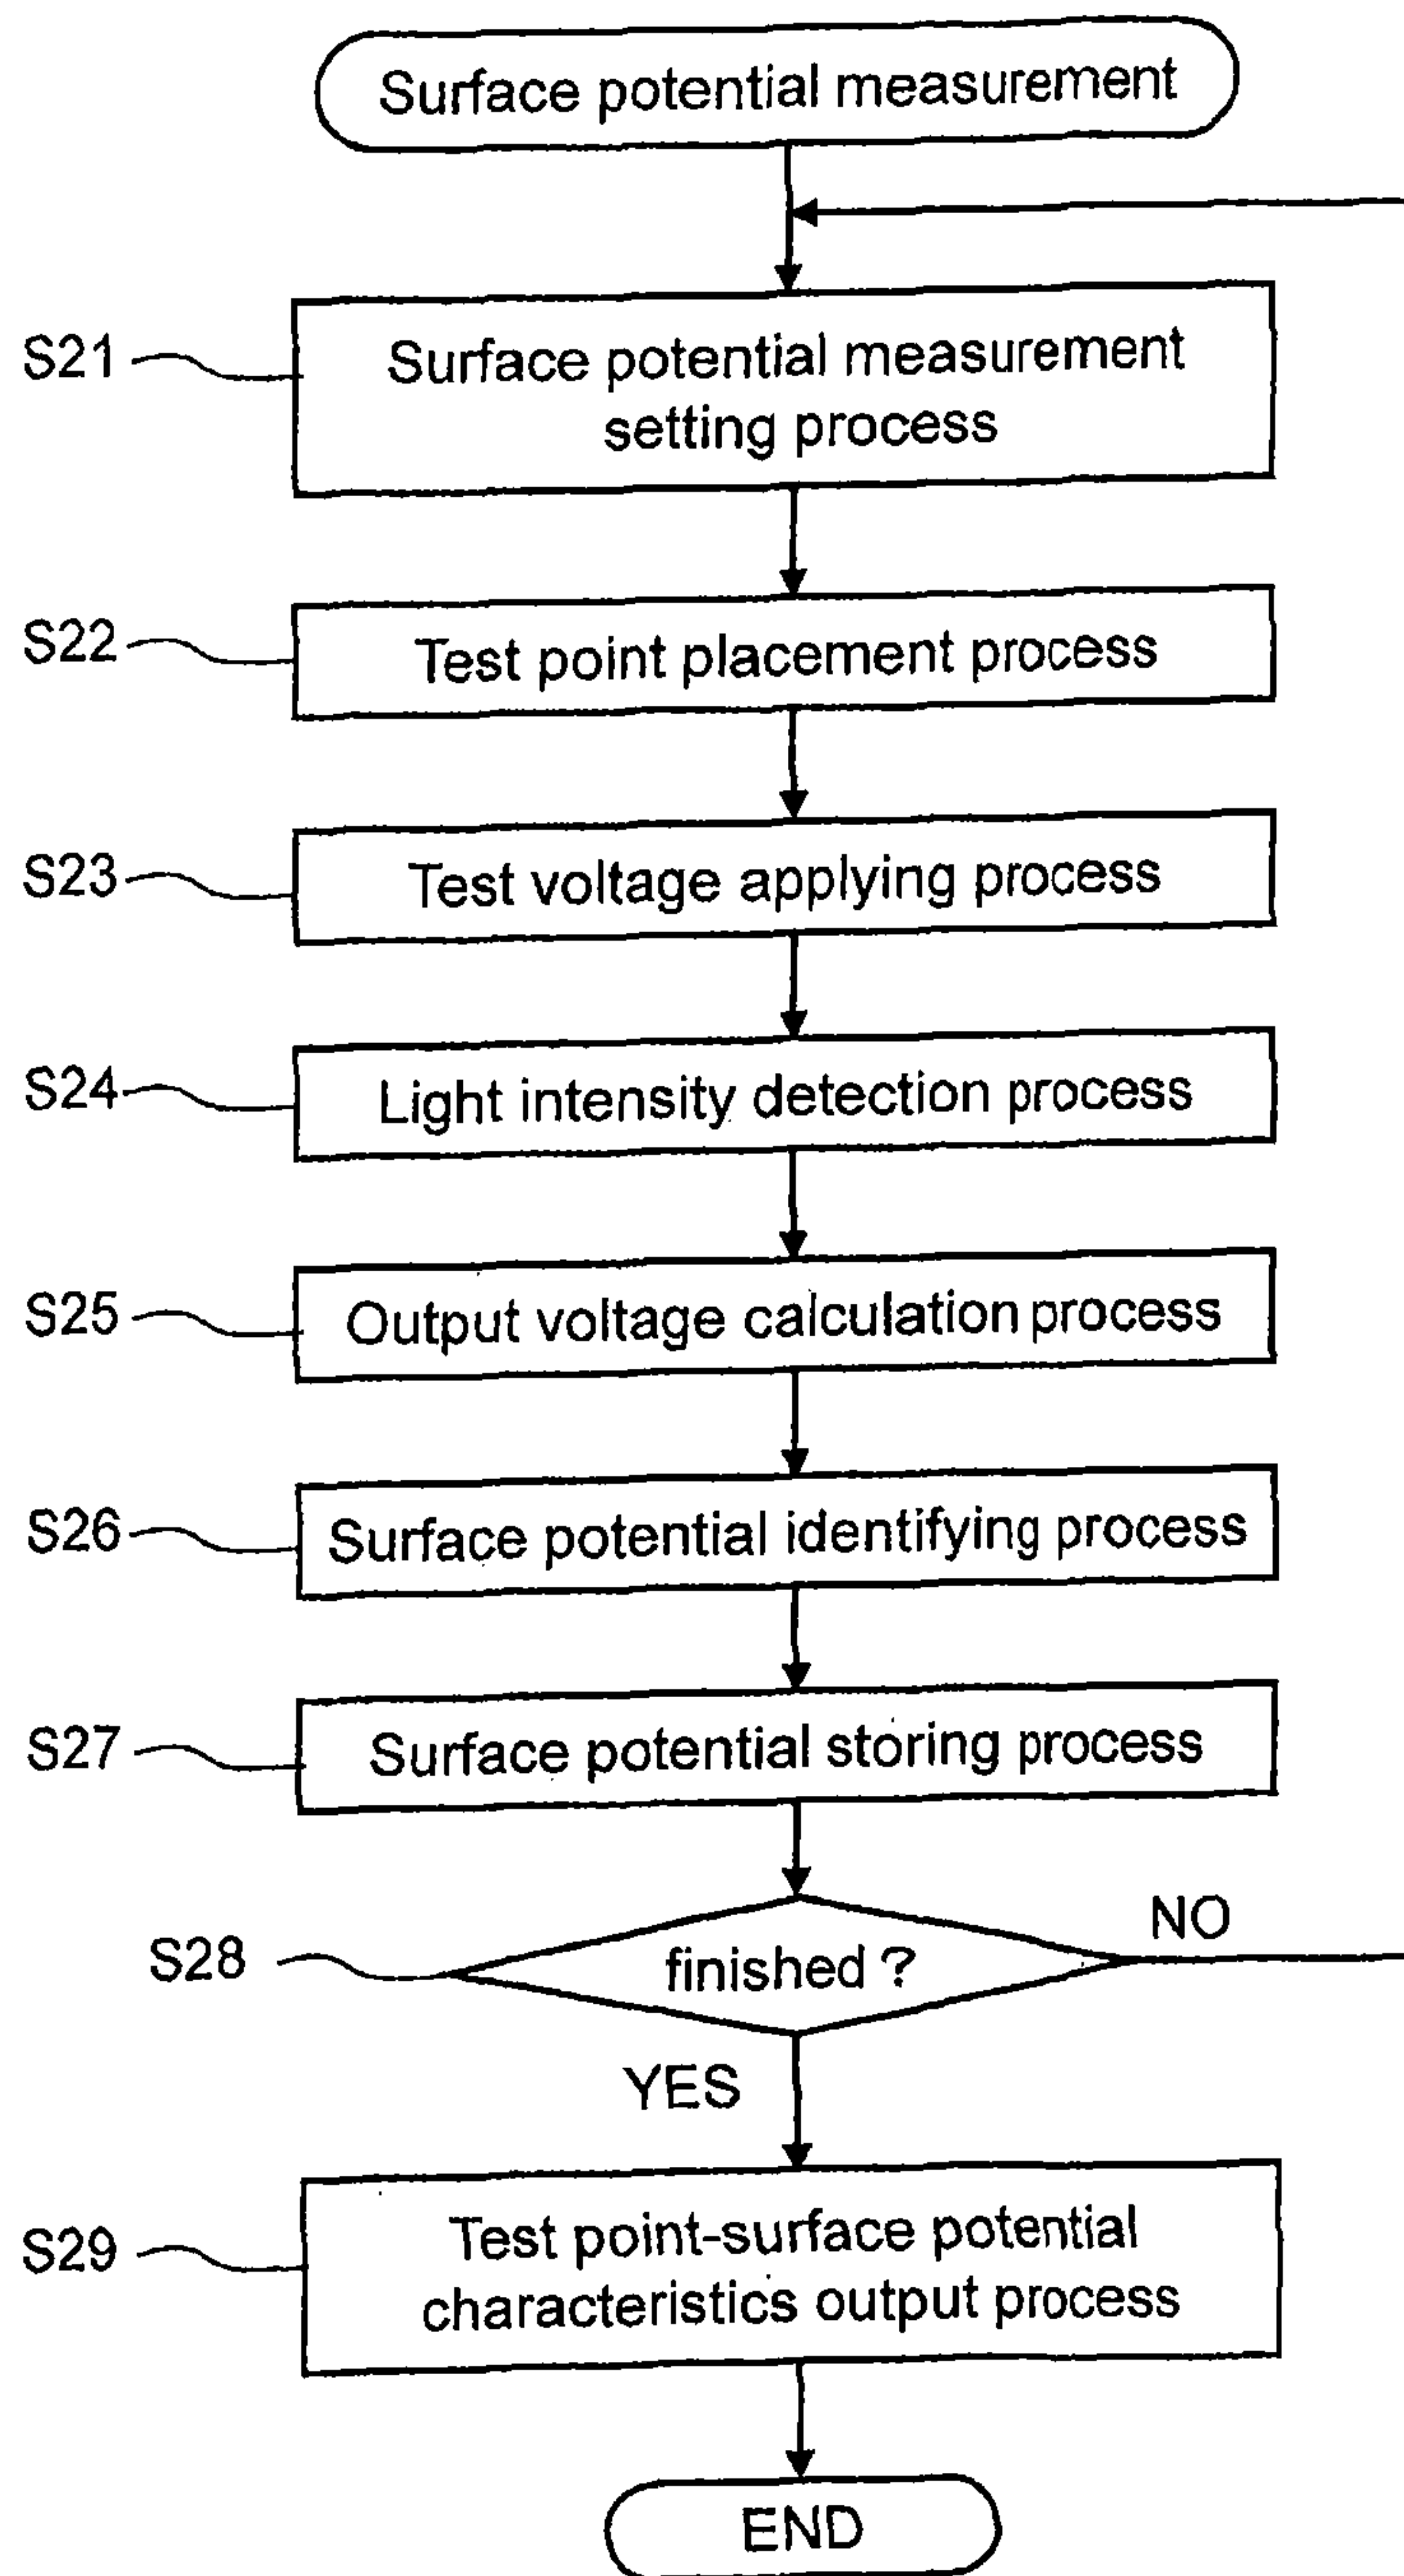 Surface potential measurement
S21
Surface potential measurement
setting process
S22
Test point placement process
S23
Test voltage applying process
S24
Light intensity detection process
S25
Output voltage calculation process
S26
Surface potential identifying process
S27
Surface potential storing process
S28
finished ?
NO
YES
S29
Test point-surface potential
characteristics output process
END